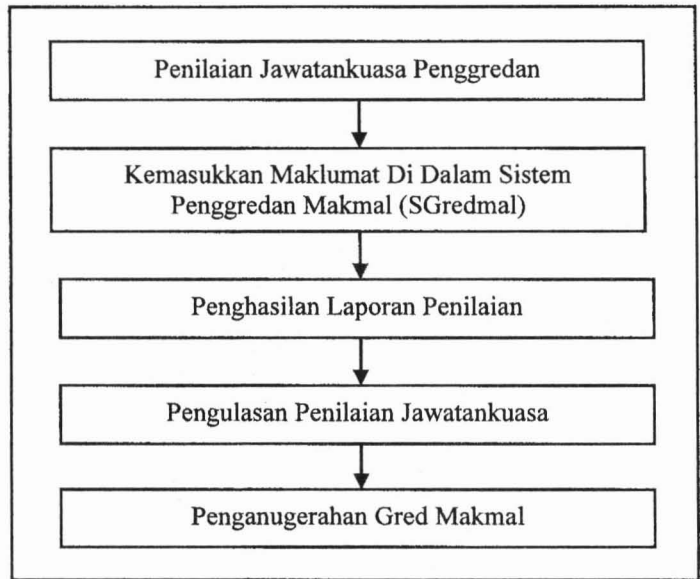 Penilaian Jawatankuasa Penggredan
Kemasukkan Maklumat Di Dalam Sistem
Penggredan Makmal (SGredmal)
Penghasilan Laporan Penilaian
Pengulasan Penilaian Jawatankuasa
Penganugerahan Gred Makmal